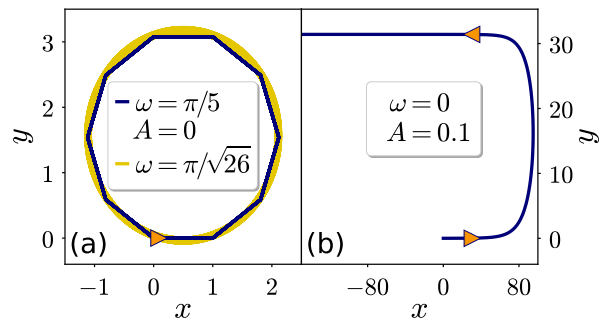 3
2
1
0
y
ω = π/5
A = 0
ω = π/√26
(a)
−1 0 1 2
x
30
20
10
0
y
ω = 0
A = 0.1
(b)
−80 0 80
x